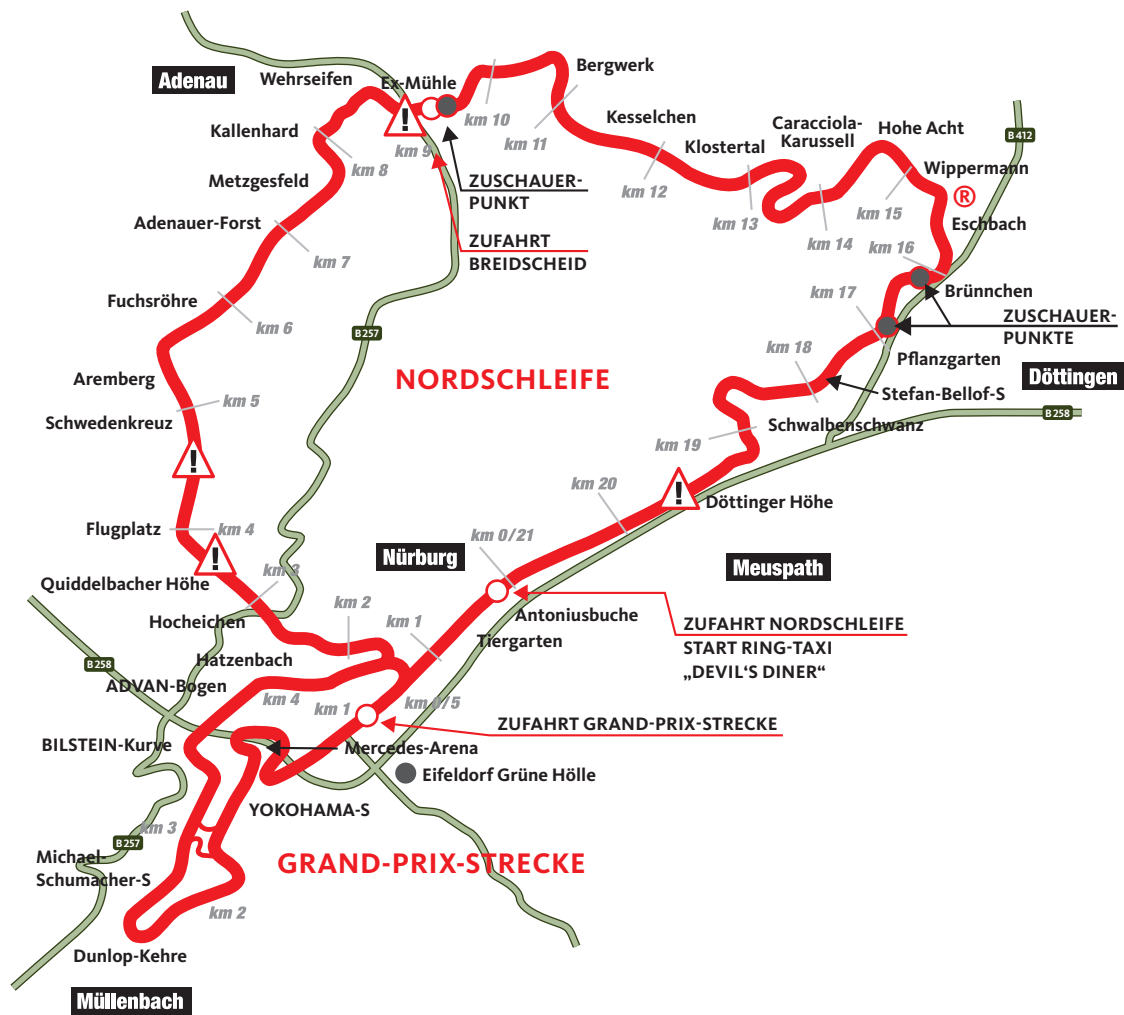 Adenau
Wehrseifen
Ex-Mühle
Bergwerk
km 10
km 11
Kesselchen
Caracciola-
Karussell
Hohe Acht
B 412
Kallenhard
km 9
km 8
Klostertal
Wippermann
Metzgesfeld
ZUSCHAUER-
PUNKT
km 12
km 13
km 15
®
Eschbach
Adenauer-Forst
km 7
ZUFAHRT
BREIDSCHEID
km 14
km 16
Fuchsröhre
km 6
km 17
Brünnchen
ZUSCHAUER-
PUNKTE
B 257
km 18
Pflanzgarten
Döttingen
Aremberg
NORDSCHLEIFE
Stefan-Bellof-S
km 5
B 258
Schwedenkreuz
Schwalbenschwanz
km 19
!
!
!
!
km 20
Döttinger Höhe
Flugplatz
km 4
km 0/21
Nürburg
Meuspath
Quiddelbacher Höhe
km 3
Hocheichen
km 2
km 1
Antoniusbuche
Tiergarten
ZUFAHRT NORDSCHLEIFE
START RING-TAXI
„DEVIL‘S DINER“
Hatzenbach
B 258
ADVAN-Bogen
km 4
km 1
km 0/5
ZUFAHRT GRAND-PRIX-STRECKE
BILSTEIN-Kurve
Mercedes-Arena
Eifeldorf Grüne Hölle
YOKOHAMA-S
km 3
B 257
Michael-
Schumacher-S
GRAND-PRIX-STRECKE
km 2
Dunlop-Kehre
Müllenbach